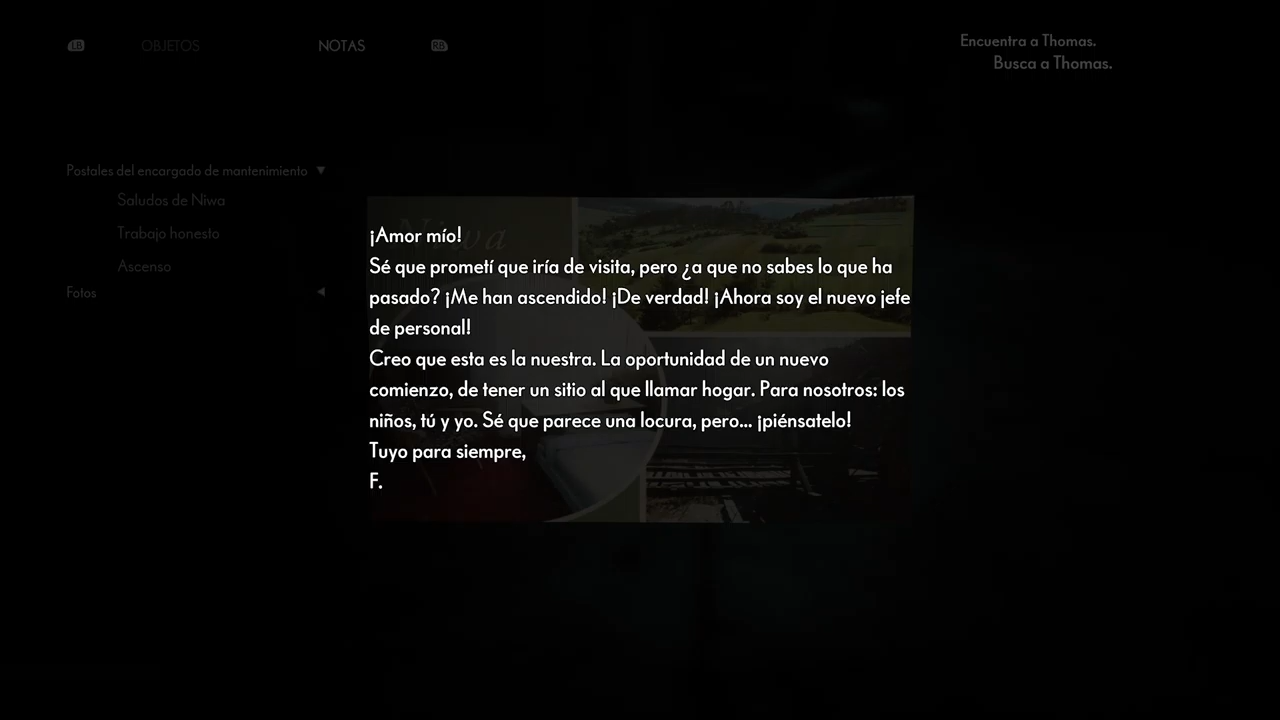 LB
OBJETOS
NOTAS
RB
Encuentra a Thomas.
Busca a Thomas.
Postales del encargado de mantenimiento
Saludos de Niwa
Trabajo honesto
Ascenso
Fotos
Niwa
¡Amor mío!
Sé que prometí que iría de visita, pero ¿a que no sabes lo que ha
pasado? ¡Me han ascendido! ¡De verdad! ¡Ahora soy el nuevo jefe
de personal!
Creo que esta es la nuestra. La oportunidad de un nuevo
comienzo, de tener un sitio al que llamar hogar. Para nosotros: los
niños, tú y yo. Sé que parece una locura, pero... ¡piénsatelo!
Tuyo para siempre,
F.